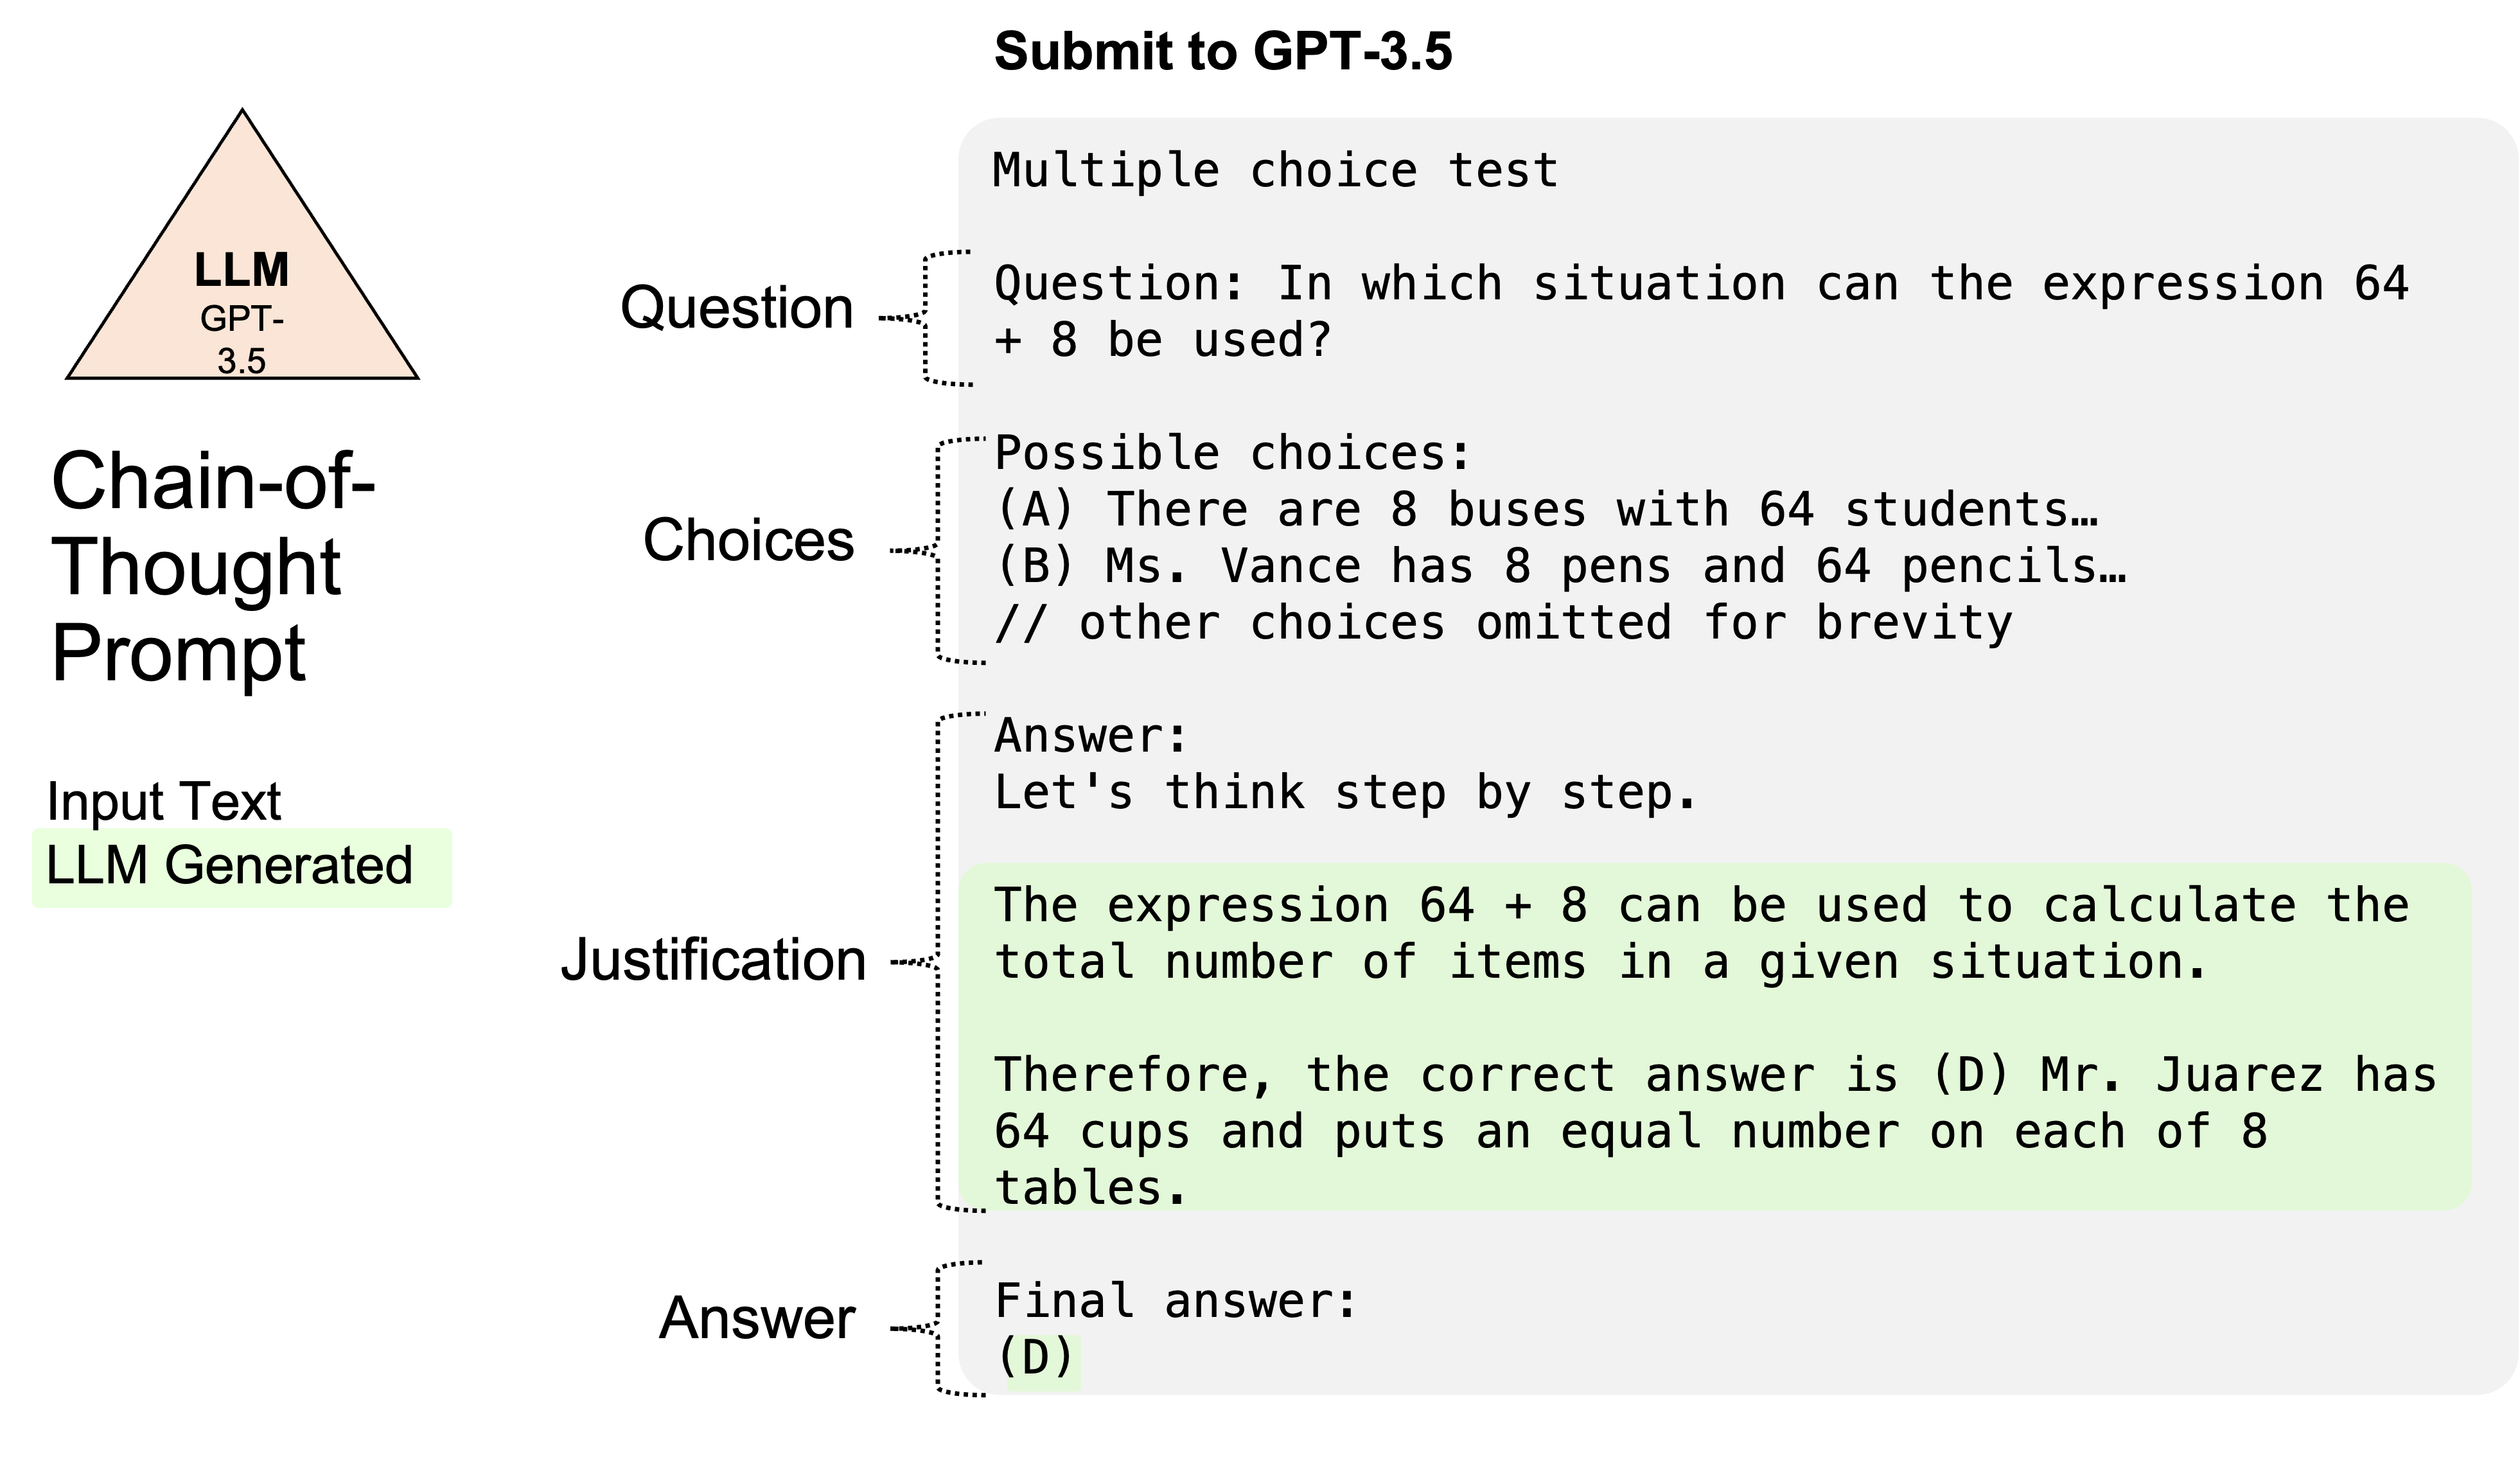 Submit to GPT-3.5
LLM
GPT-
3.5
Chain-of-
Thought
Prompt
Input Text
LLM Generated
Question
Choices
Justification
Answer
Multiple choice test
Question: In which situation can the expression 64
+ 8 be used?
Possible choices:
(A) There are 8 buses with 64 students…
(B) Ms. Vance has 8 pens and 64 pencils…
// other choices omitted for brevity
Answer:
Let's think step by step.
The expression 64 + 8 can be used to calculate the
total number of items in a given situation.
Therefore, the correct answer is (D) Mr. Juarez has
64 cups and puts an equal number on each of 8
tables.
Final answer:
(D)